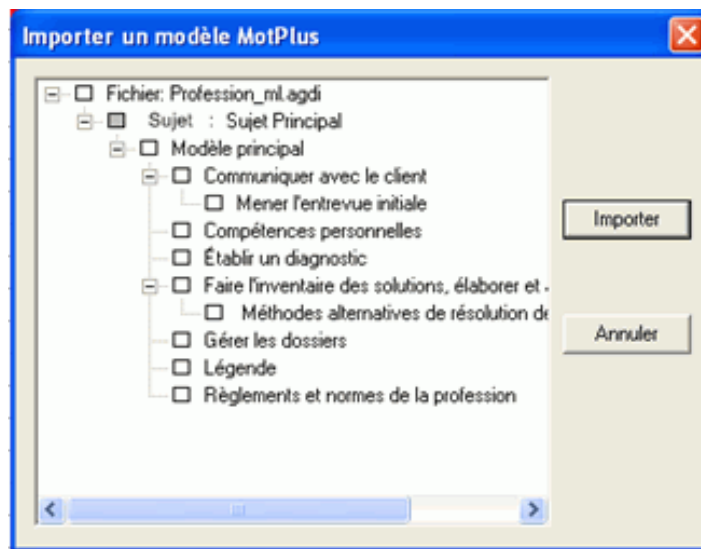 Importer un modèle MotPlus
Fichier: Profession_ml.agdi
Sujet : Sujet Principal
Modèle principal
Communiquer avec le client
Mener l'entrevue initiale
Compétences personnelles
Établir un diagnostic
Faire l'inventaire des solutions, élaborer et
Méthodes alternatives de résolution de
Gérer les dossiers
Légende
Règlements et normes de la profession
Importer
Annuler